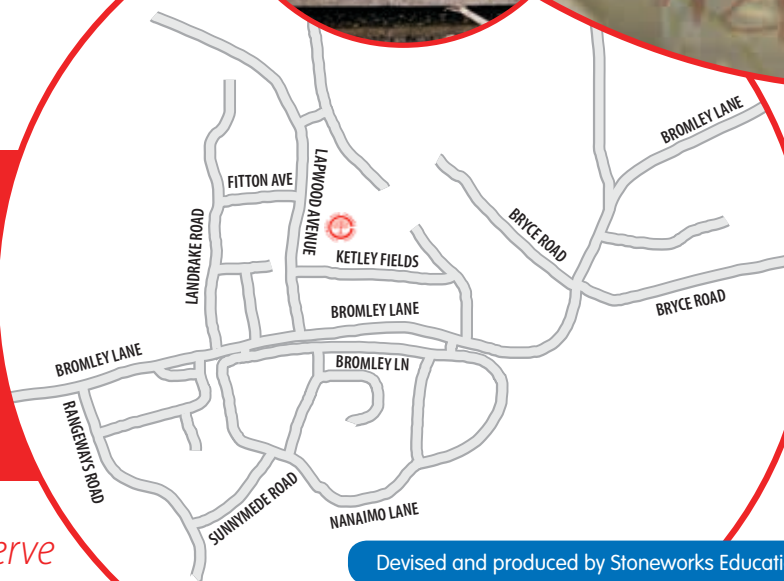 BROMLEY LANE
FITTON AVE
LAPWOOD AVENUE
LANDRAKE ROAD
KETLEY FIELDS
BRYCE ROAD
BRYCE ROAD
BROMLEY LANE
BROMLEY LANE
BROMLEY LN
RANGEWAYS ROAD
SUNNYMEDE ROAD
NANAIMO LANE
erve
Devised and produced by Stoneworks Educati